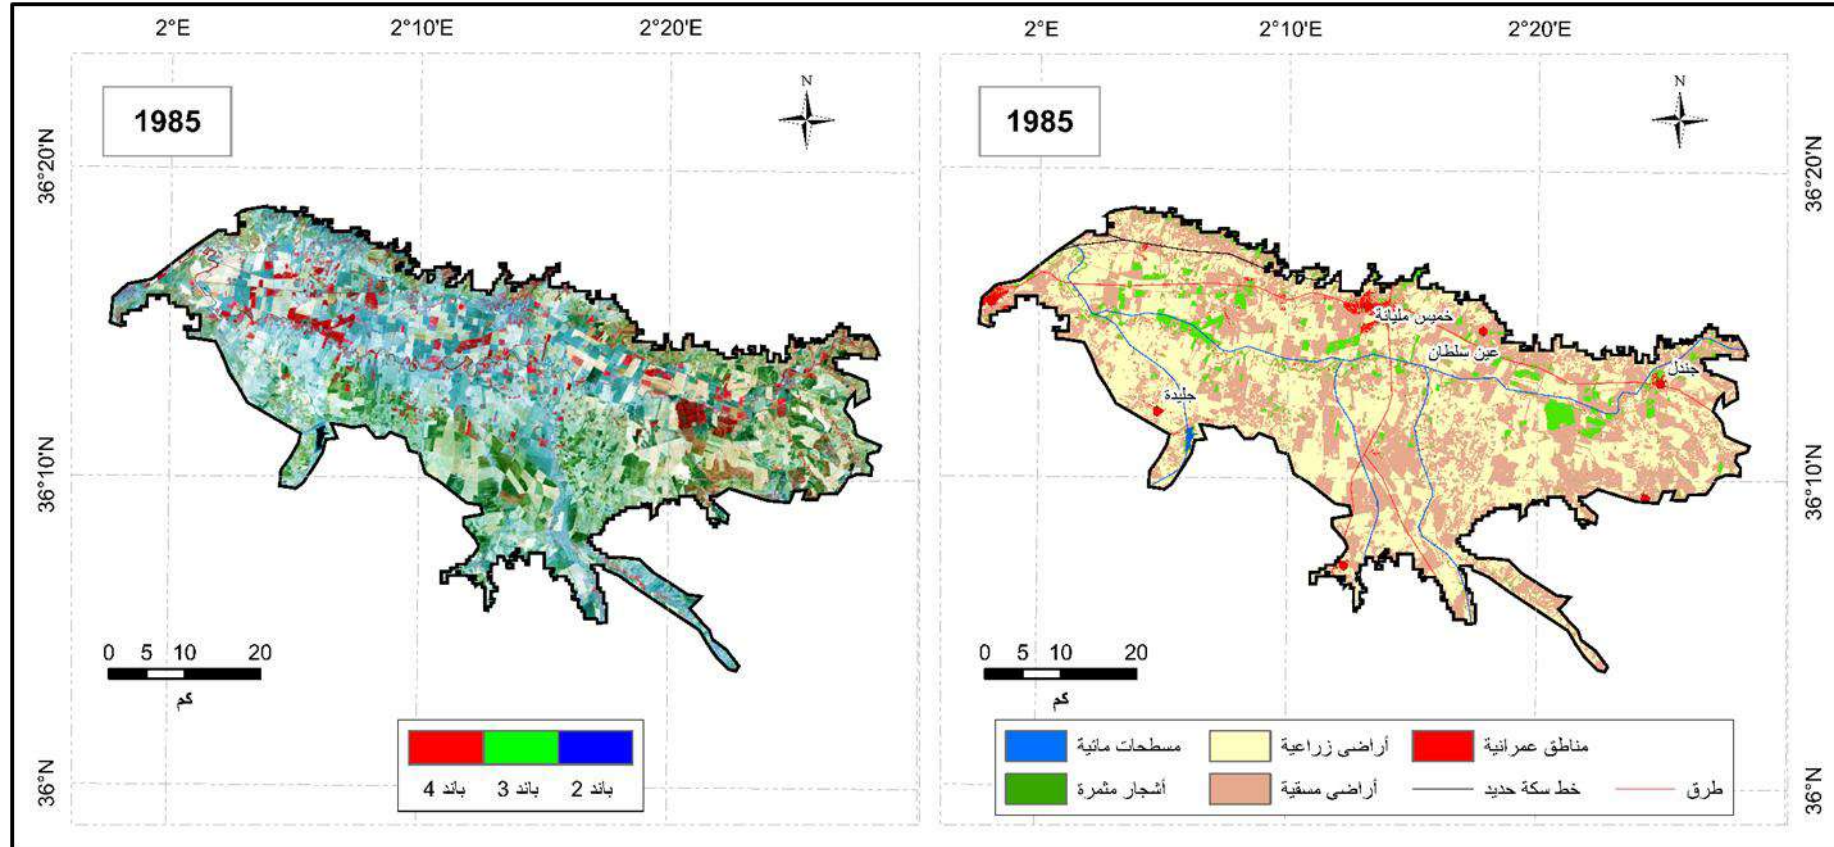 2°E 2°10'E 2°20'E 2°E 2°10'E 2°20'E
N N
1985 1985
36°20'N 36°20'N
خميس مليانة
عين سلطان
جندل
جليدة
36°10'N 36°10'N
0 5 10 20 0 5 10 20
كم كم
مسطحات مائية أراضى زراعية مناطق عمرانية
باند 4 باند 3 باند 2 أشجار مثمرة أراضى مسقية خط سكة حديد طرق
36°N 36°N